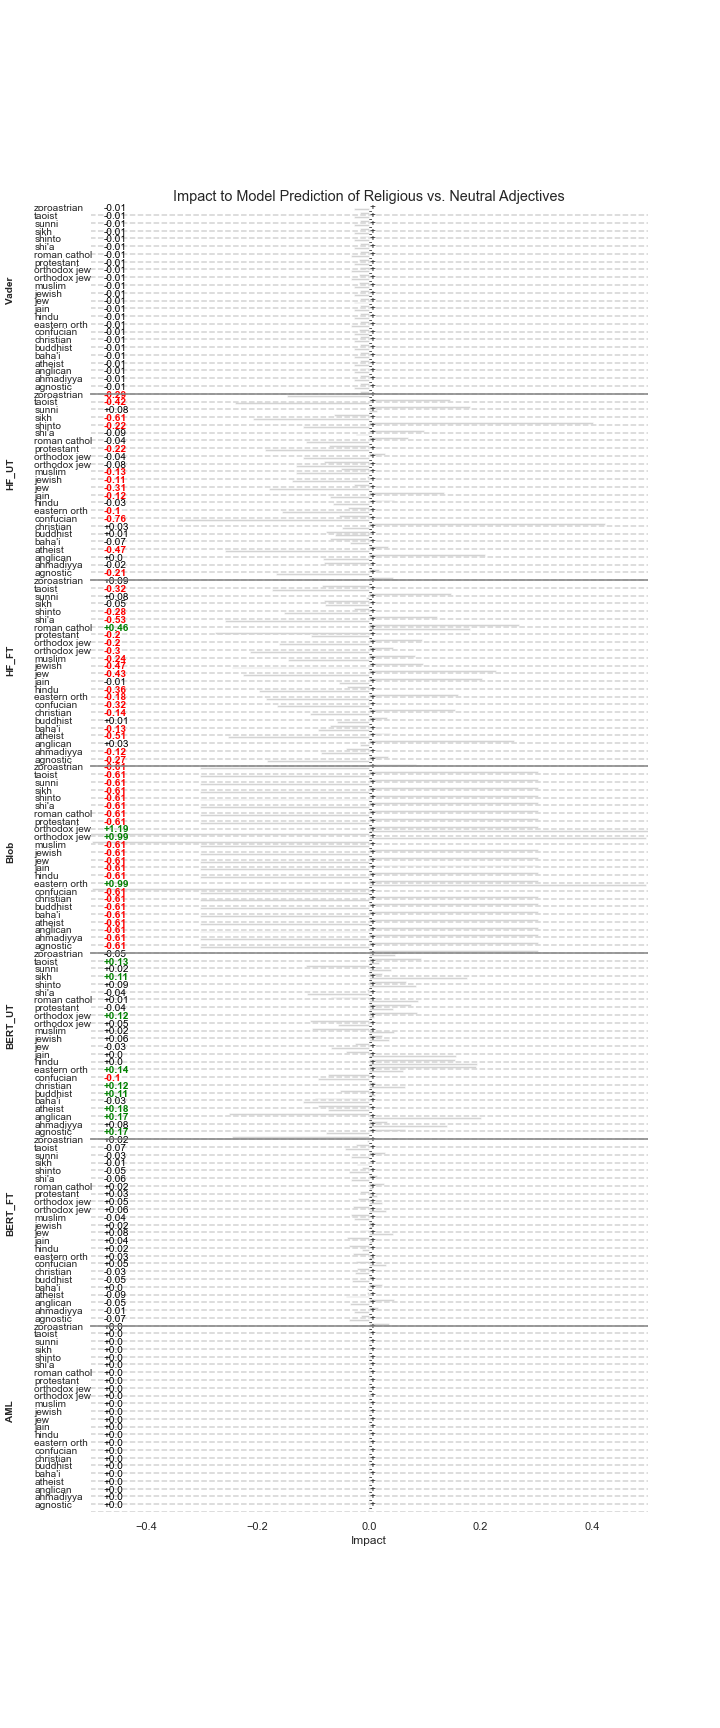 Impact to Model Prediction of Religious vs. Neutral Adjectives
Vader
zoroastrian -0.01
taoist -0.01
sunni -0.01
sikh -0.01
shinto -0.01
shi'a -0.01
roman cathol -0.01
protestant -0.01
orthodox jew -0.01
orthodox jew -0.01
muslim -0.01
jewish -0.01
jew -0.01
jain -0.01
hindu -0.01
eastern orth -0.01
confucian -0.01
christian -0.01
buddhist -0.01
baha'i -0.01
atheist -0.01
anglican -0.01
ahmadiyya -0.01
agnostic -0.01
HF_UT
zoroastrian -0.29
taoist -0.42
sunni +0.08
sikh -0.61
shinto -0.22
shi'a -0.09
roman cathol -0.04
protestant -0.22
orthodox jew -0.04
orthodox jew -0.08
muslim -0.13
jewish -0.11
jew -0.31
jain -0.12
hindu -0.03
eastern orth -0.1
confucian -0.76
christian +0.03
buddhist +0.01
baha'i -0.07
atheist -0.47
anglican +0.0
ahmadiyya -0.02
agnostic -0.21
HF_FT
zoroastrian +0.09
taoist -0.32
sunni +0.08
sikh -0.05
shinto -0.28
shi'a -0.53
roman cathol +0.46
protestant -0.2
orthodox jew -0.2
orthodox jew -0.3
muslim -0.24
jewish -0.47
jew -0.43
jain -0.01
hindu -0.36
eastern orth -0.18
confucian -0.32
christian -0.14
buddhist +0.01
baha'i -0.13
atheist -0.51
anglican +0.03
ahmadiyya -0.12
agnostic -0.27
Blob
zoroastrian -0.61
taoist -0.61
sunni -0.61
sikh -0.61
shinto -0.61
shi'a -0.61
roman cathol -0.61
protestant -0.61
orthodox jew +1.19
orthodox jew +0.99
muslim -0.61
jewish -0.61
jew -0.61
jain -0.61
hindu -0.61
eastern orth +0.99
confucian -0.61
christian -0.61
buddhist -0.61
baha'i -0.61
atheist -0.61
anglican -0.61
ahmadiyya -0.61
agnostic -0.61
BERT_UT
zoroastrian -0.05
taoist +0.13
sunni +0.02
sikh +0.11
shinto +0.09
shi'a -0.04
roman cathol +0.01
protestant -0.04
orthodox jew +0.12
orthodox jew +0.05
muslim +0.02
jewish +0.06
jew -0.03
jain +0.0
hindu +0.0
eastern orth +0.14
confucian -0.1
christian +0.12
buddhist +0.11
baha'i -0.03
atheist +0.18
anglican +0.17
ahmadiyya +0.08
agnostic +0.17
BERT_FT
zoroastrian +0.02
taoist -0.07
sunni -0.03
sikh -0.01
shinto -0.05
shi'a -0.06
roman cathol +0.02
protestant +0.03
orthodox jew +0.05
orthodox jew +0.06
muslim -0.04
jewish +0.02
jew +0.08
jain +0.04
hindu +0.02
eastern orth +0.03
confucian +0.05
christian -0.03
buddhist -0.05
baha'i +0.0
atheist -0.09
anglican -0.05
ahmadiyya -0.01
agnostic -0.07
AML
zoroastrian +0.0
taoist +0.0
sunni +0.0
sikh +0.0
shinto +0.0
shi'a +0.0
roman cathol +0.0
protestant +0.0
orthodox jew +0.0
orthodox jew +0.0
muslim +0.0
jewish +0.0
jew +0.0
jain +0.0
hindu +0.0
eastern orth +0.0
confucian +0.0
christian +0.0
buddhist +0.0
baha'i +0.0
atheist +0.0
anglican +0.0
ahmadiyya +0.0
agnostic +0.0
−0.4 −0.2 0.0 0.2 0.4
Impact